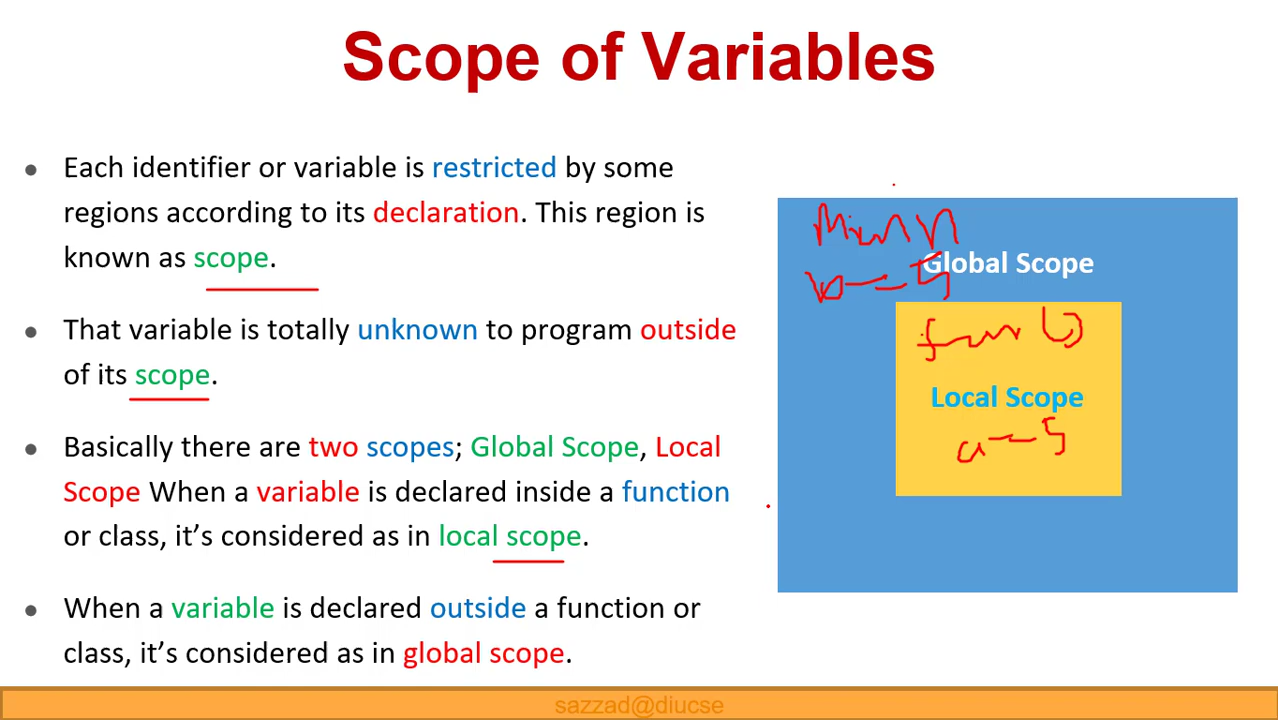 Scope of Variables
Each identifier or variable is restricted by some
regions according to its declaration. This region is
known as scope.
That variable is totally unknown to program outside
of its scope.
Basically there are two scopes; Global Scope, Local
Scope When a variable is declared inside a function
or class, it's considered as in local scope.
When a variable is declared outside a function or
class, it's considered as in global scope.
Global Scope
Local Scope
a = 5
sazzad@diucse